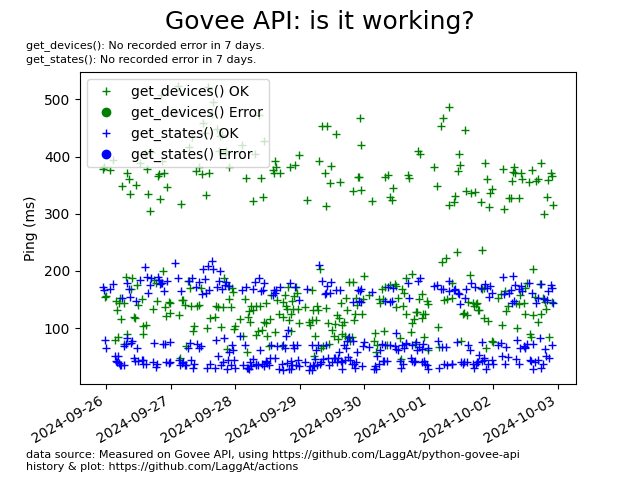 Govee API: is it working?
get_devices(): No recorded error in 7 days.
get_states(): No recorded error in 7 days.
get_devices() OK
get_devices() Error
get_states() OK
get_states() Error
Ping (ms)
500
400
300
200
100
2024-09-26
2024-09-27
2024-09-28
2024-09-29
2024-09-30
2024-10-01
2024-10-02
2024-10-03
data source: Measured on Govee API, using https://github.com/LaggAt/python-govee-api
history & plot: https://github.com/LaggAt/actions